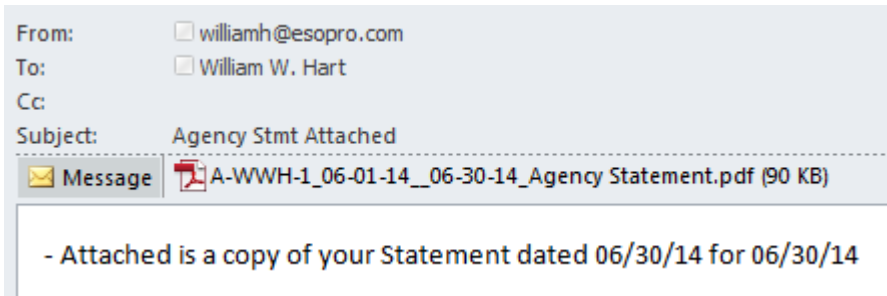 From: williamh@esopro.com
To: William W. Hart
Cc:
Subject: Agency Stmt Attached
Message A-WWH-1_06-01-14__06-30-14_Agency Statement.pdf (90 KB)
- Attached is a copy of your Statement dated 06/30/14 for 06/30/14